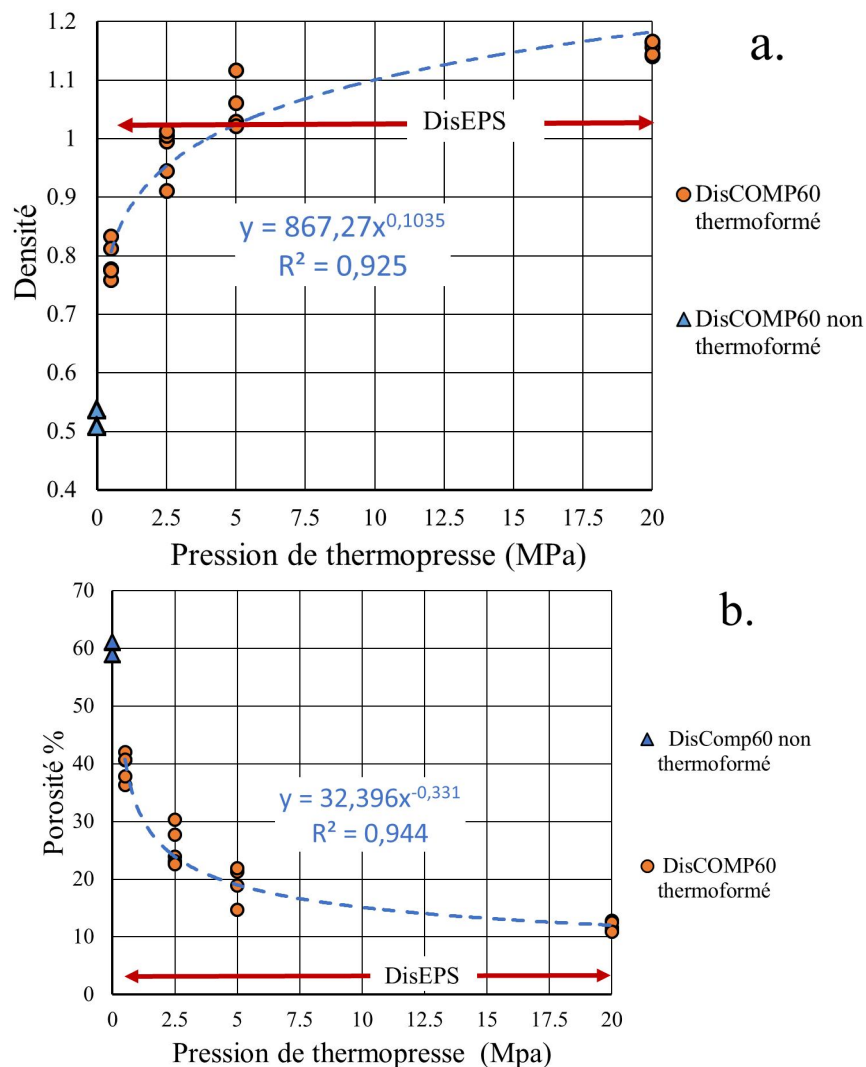 a.
1.2
1.1
1
0.9
0.8
0.7
0.6
0.5
0.4
Densité
DisEPS
y = 867,27x^0,1035
R² = 0,925
DisCOMP60
thermoformé
DisCOMP60 non
thermoformé
0 2.5 5 7.5 10 12.5 15 17.5 20
Pression de thermopresse (MPa)
b.
70
60
50
40
30
20
10
0
Porosité %
y = 32,396x^-0,331
R² = 0,944
DisComp60 non
thermoformé
DisCOMP60
thermoformé
DisEPS
0 2.5 5 7.5 10 12.5 15 17.5 20
Pression de thermopresse (Mpa)